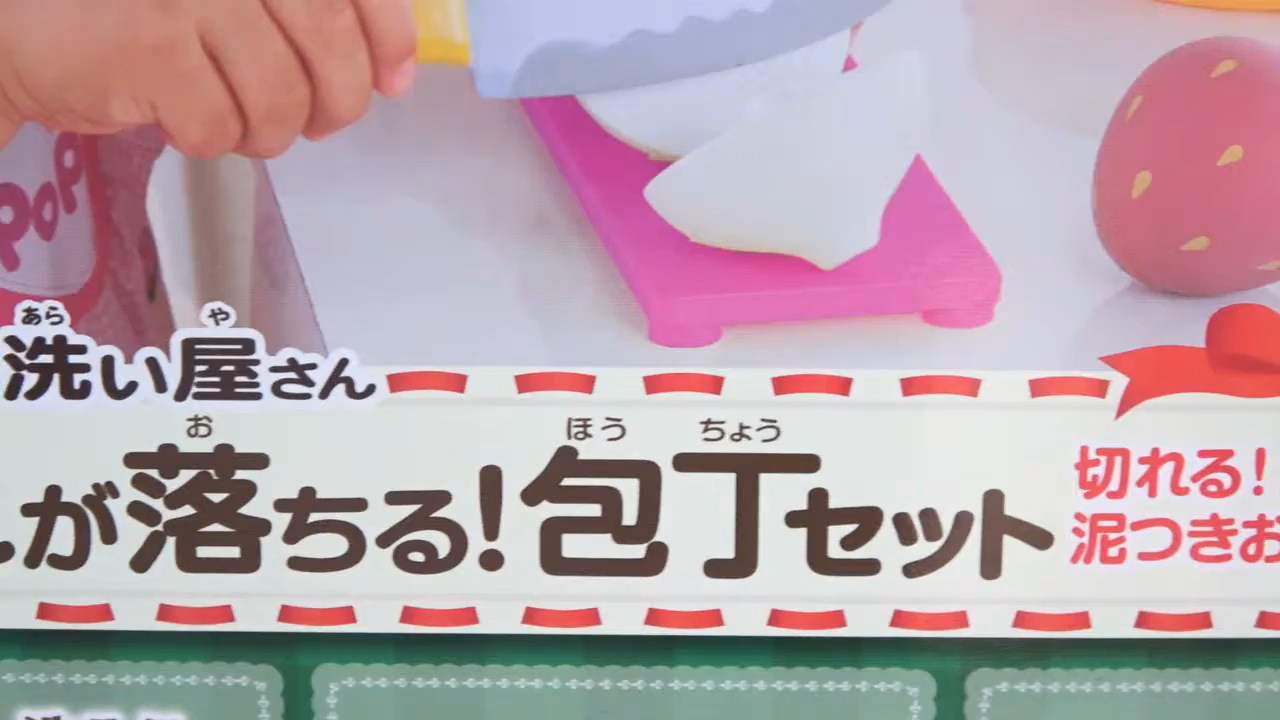 POP
あら や
洗い屋さん
お ほう ちょう
が落ちる!包丁セット
切れる!
泥つきお